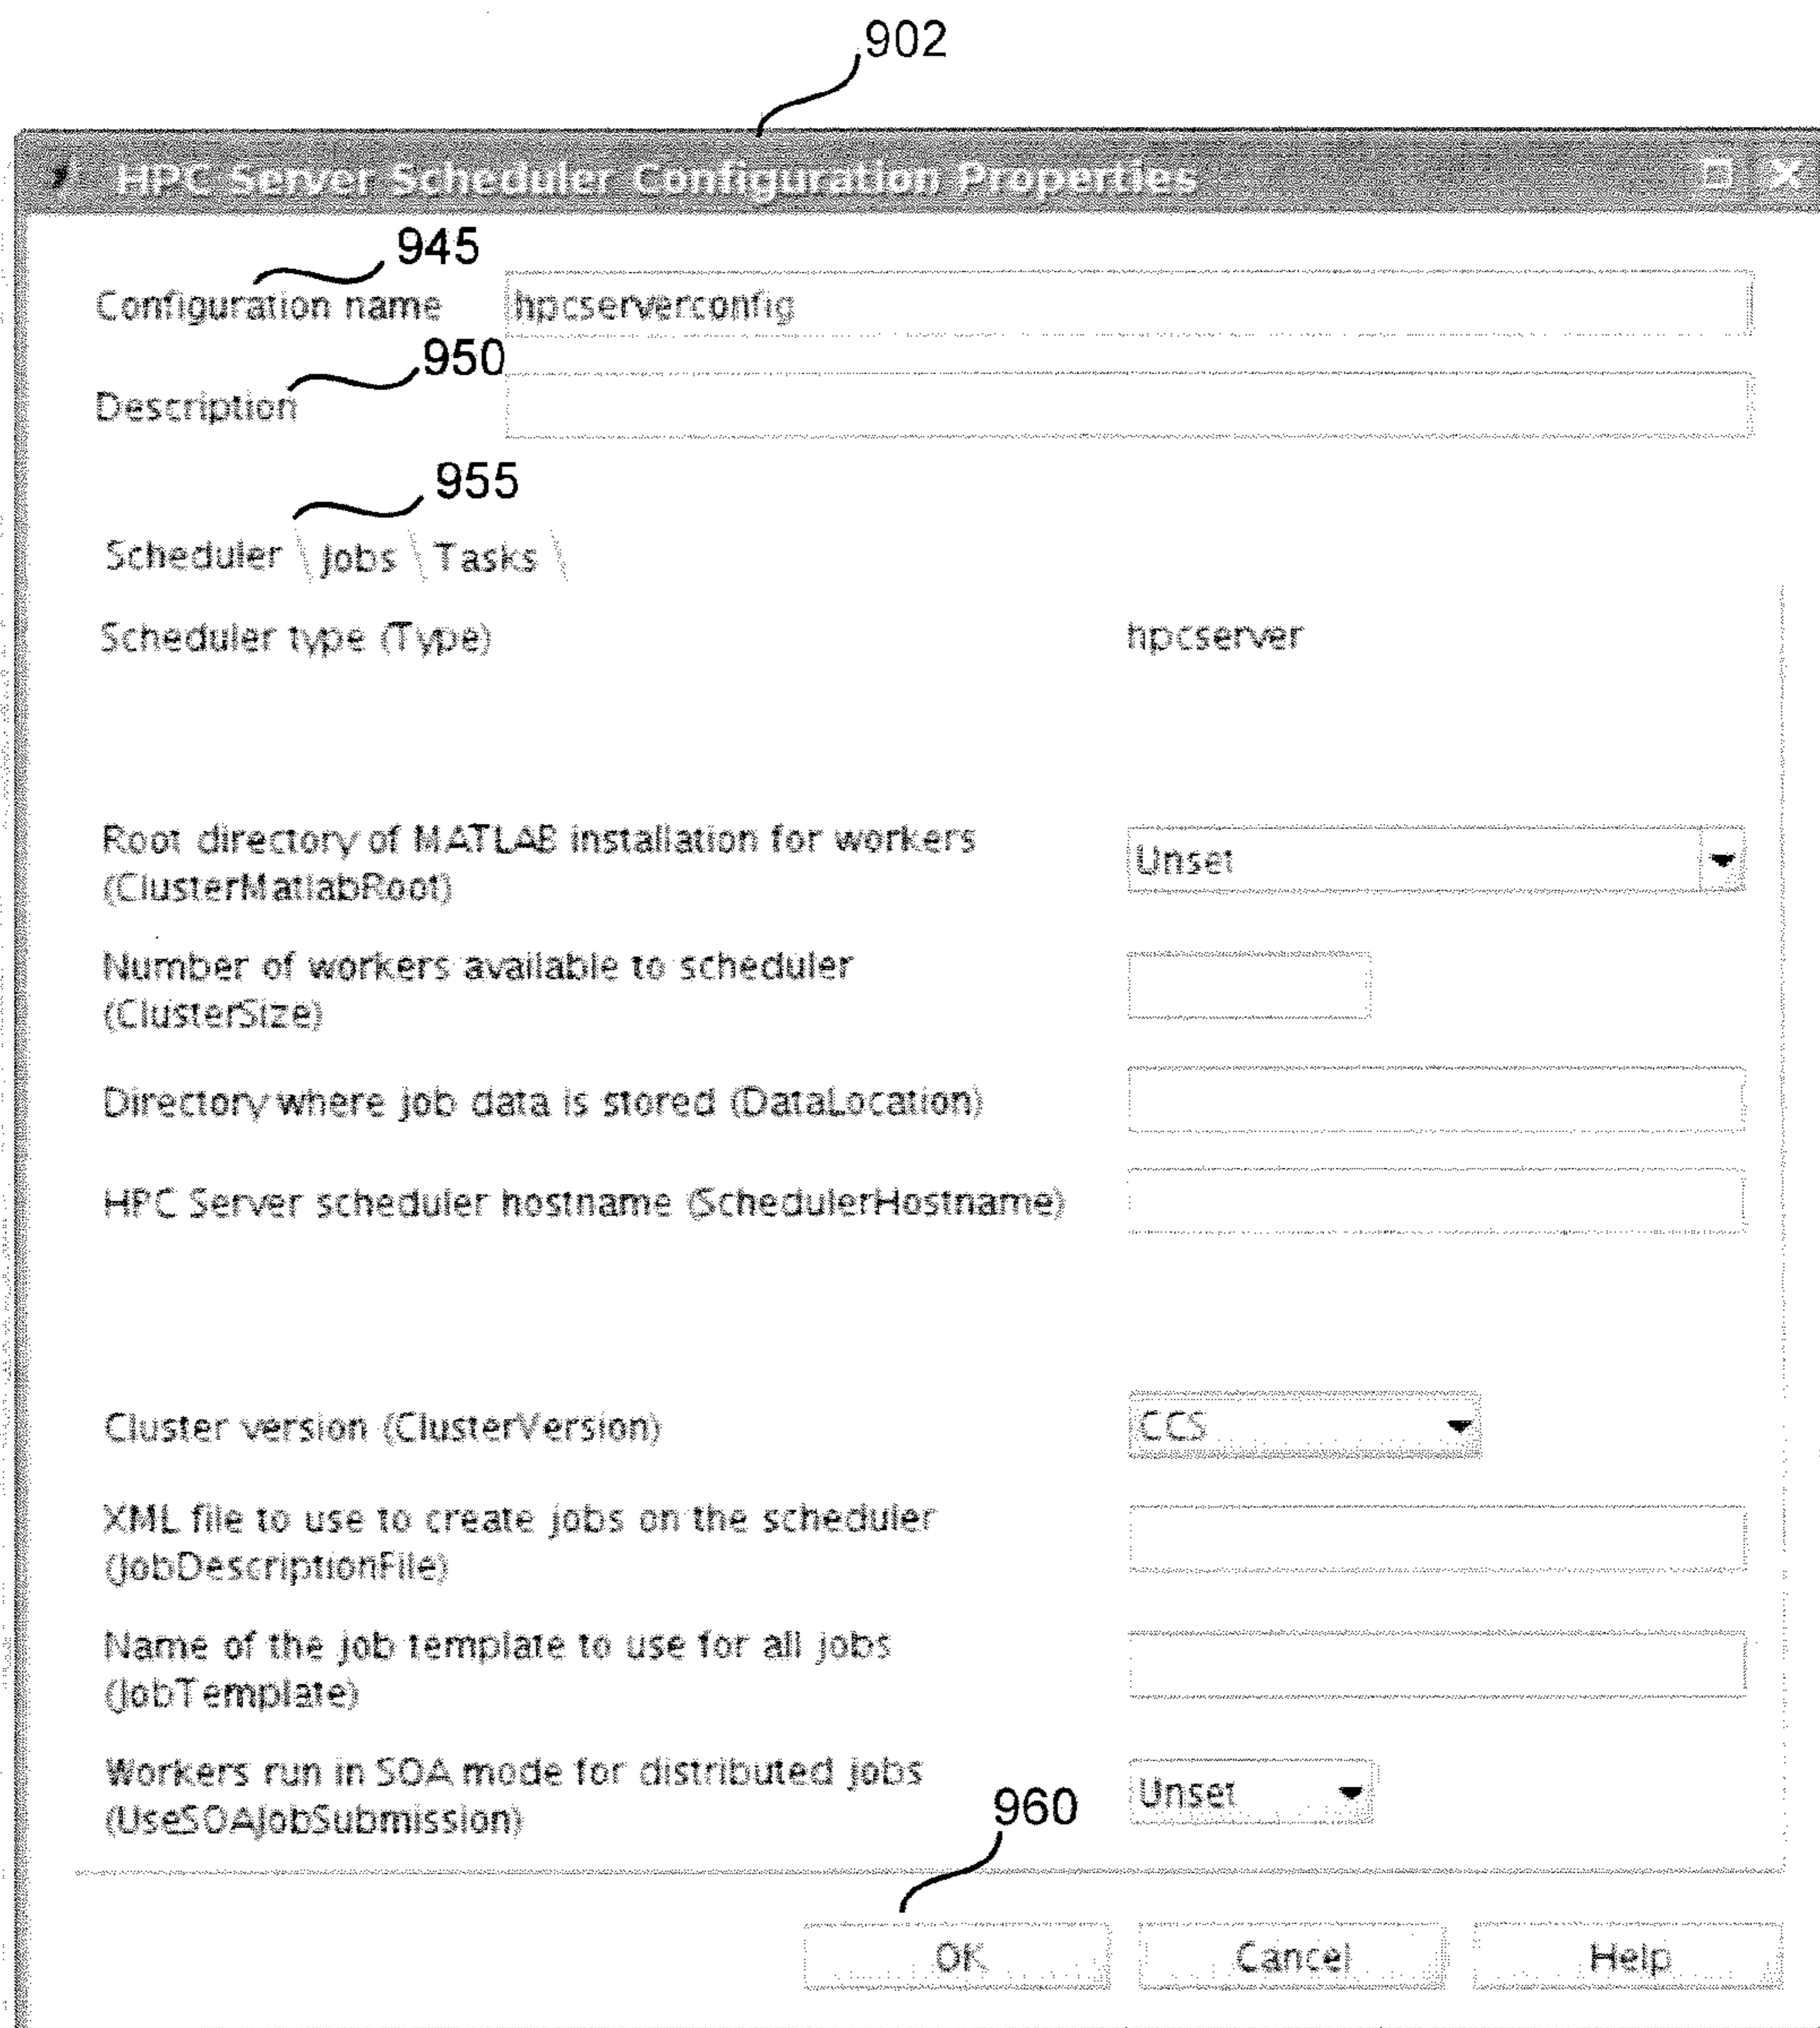 902
HPC Server Scheduler Configuration Properties
945
Configuration name hpcserverconfig
950
Description
955
Scheduler Jobs Tasks
Scheduler type (Type) hpcserver
Root directory of MATLAB installation for workers
(ClusterMatlabRoot) Unset
Number of workers available to scheduler
(ClusterSize)
Directory where job data is stored (DataLocation)
HPC Server scheduler hostname (SchedulerHostname)
Cluster version (ClusterVersion) CCS
XML file to use to create jobs on the scheduler
(JobDescriptionFile)
Name of the job template to use for all jobs
(JobTemplate)
Workers run in SOA mode for distributed jobs
(UseSOAJobSubmission) Unset
960
OK Cancel Help